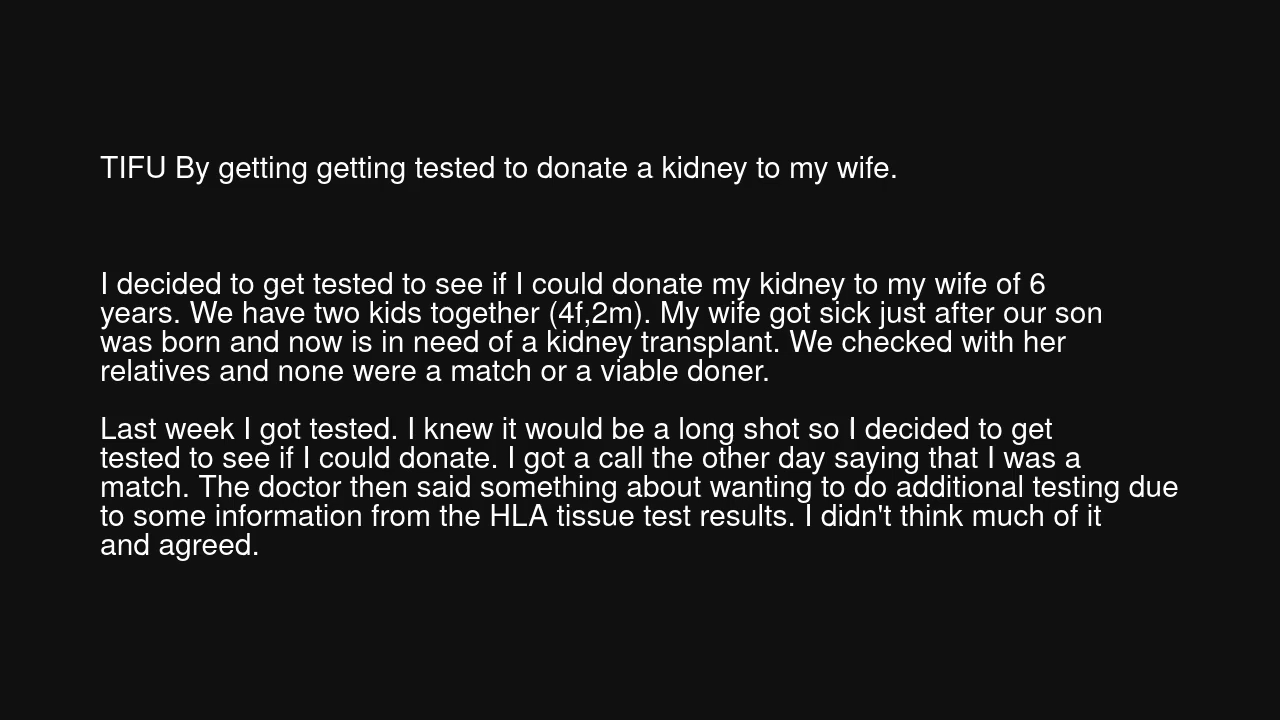 TIFU By getting getting tested to donate a kidney to my wife.
I decided to get tested to see if I could donate my kidney to my wife of 6
years. We have two kids together (4f,2m). My wife got sick just after our son
was born and now is in need of a kidney transplant. We checked with her
relatives and none were a match or a viable doner.
Last week I got tested. I knew it would be a long shot so I decided to get
tested to see if I could donate. I got a call the other day saying that I was a
match. The doctor then said something about wanting to do additional testing due
to some information from the HLA tissue test results. I didn't think much of it
and agreed.